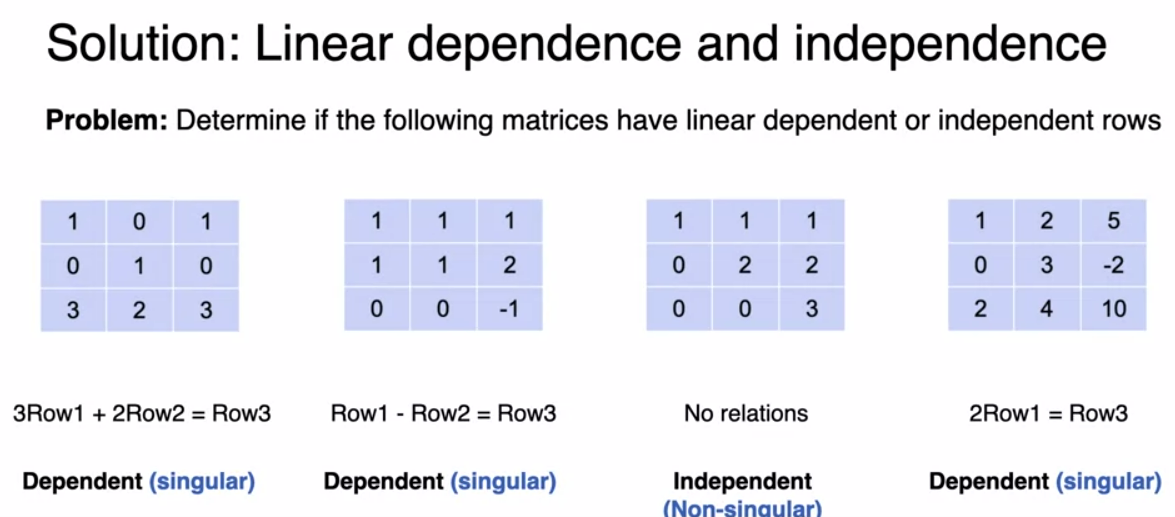 Solution: Linear dependence and independence
Problem: Determine if the following matrices have linear dependent or independent rows
1 0 1
0 1 0
3 2 3
1 1 1
1 1 2
0 0 -1
1 1 1
0 2 2
0 0 3
1 2 5
0 3 -2
2 4 10
3Row1 + 2Row2 = Row3
Row1 - Row2 = Row3
No relations
2Row1 = Row3
Dependent (singular)
Dependent (singular)
Independent
(Non-singular)
Dependent (singular)